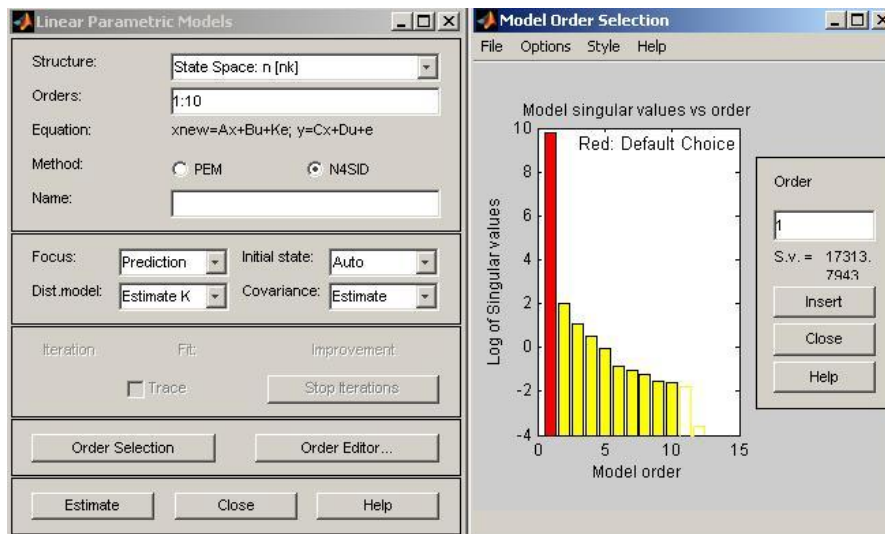 Linear Parametric Models
Structure: State Space: n [nk]
Orders: 1:10
Equation: xnew=Ax+Bu+Ke; y=Cx+Du+e
Method: PEM N4SID
Name:
Focus: Prediction Initial state: Auto
Dist.model: Estimate K Covariance: Estimate
Iteration Fit: Improvement
Trace Stop Iterations
Order Selection Order Editor...
Estimate Close Help
Model Order Selection
File Options Style Help
Model singular values vs order
Red: Default Choice
Log of Singular values
10
8
6
4
2
0
-2
-4
0 5 10 15
Model order
Order
1
S.v. = 17313.
7943
Insert
Close
Help